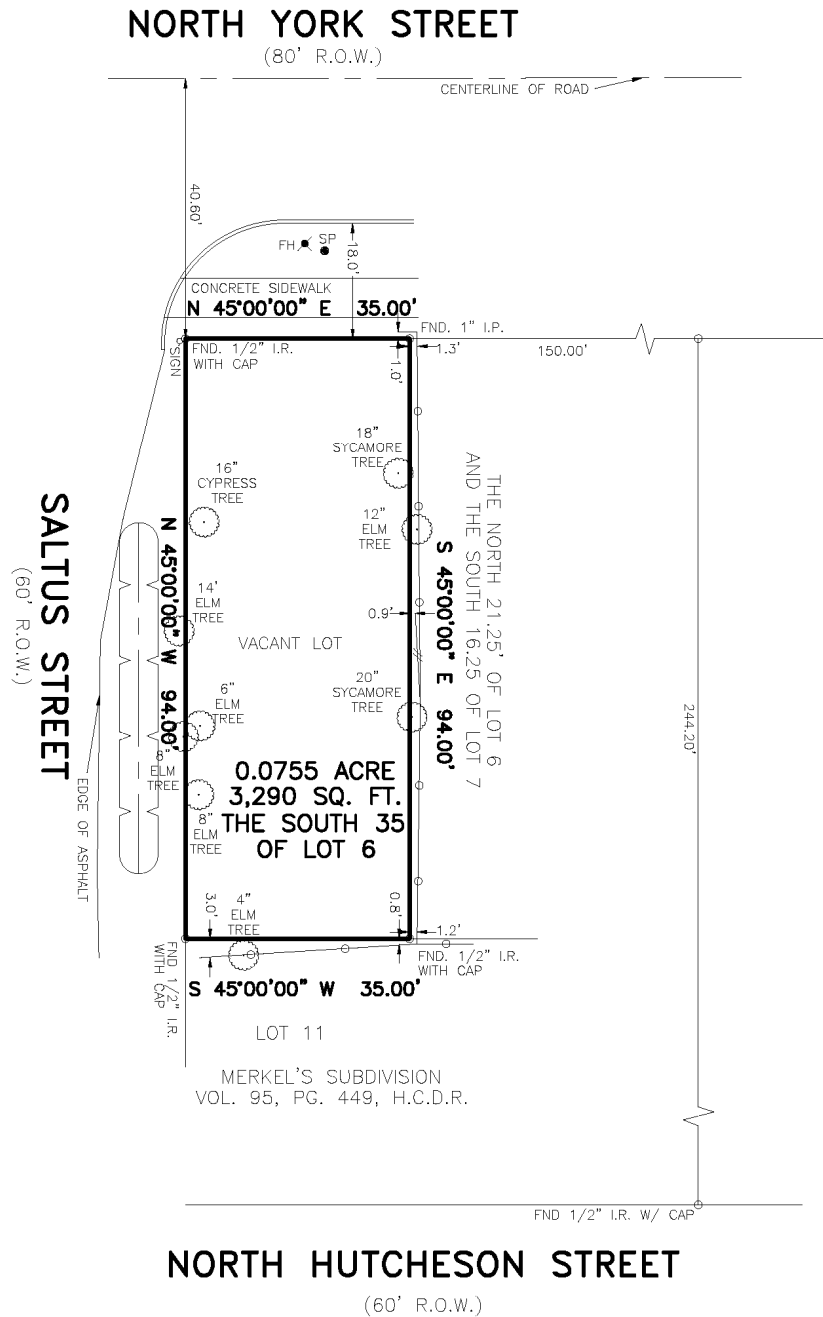 NORTH YORK STREET
(80' R.O.W.)
CENTERLINE OF ROAD
40.60'
FH
SP
18.0'
CONCRETE SIDEWALK
N 45°00'00" E 35.00'
FND. 1" I.P.
SIGN
FND. 1/2" I.R.
WITH CAP
1.3'
1.0'
150.00'
18"
SYCAMORE
TREE
16"
CYPRESS
TREE
12"
ELM
TREE
THE NORTH 21.25' OF LOT 6
AND THE SOUTH 16.25 OF LOT 7
SALTUS STREET
(60' R.O.W.)
N 45°00'00" W 94.00'
S 45°00'00" E 94.00'
14'
ELM
TREE
0.9'
VACANT LOT
20"
SYCAMORE
TREE
6"
ELM
TREE
244.20'
8"
ELM
TREE
EDGE OF ASPHALT
0.0755 ACRE
3,290 SQ. FT.
THE SOUTH 35
OF LOT 6
8"
ELM
TREE
3.0'
4"
ELM
TREE
0.8'
1.2'
FND 1/2" I.R.
WITH CAP
FND. 1/2" I.R.
WITH CAP
S 45°00'00" W 35.00'
LOT 11
MERKEL'S SUBDIVISION
VOL. 95, PG. 449, H.C.D.R.
FND 1/2" I.R. W/ CAP
NORTH HUTCHESON STREET
(60' R.O.W.)